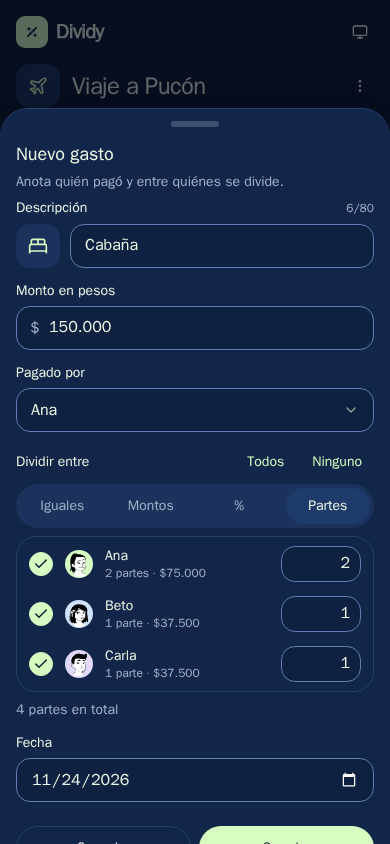 Dividy
Viaje a Pucón
Nuevo gasto
Anota quién pagó y entre quiénes se divide.
Descripción 6/80
Cabaña
Monto en pesos
$ 150.000
Pagado por
Ana
Dividir entre Todos Ninguno
Iguales Montos % Partes
Ana
2 partes · $75.000
2
Beto
1 parte · $37.500
1
Carla
1 parte · $37.500
1
4 partes en total
Fecha
11/24/2026